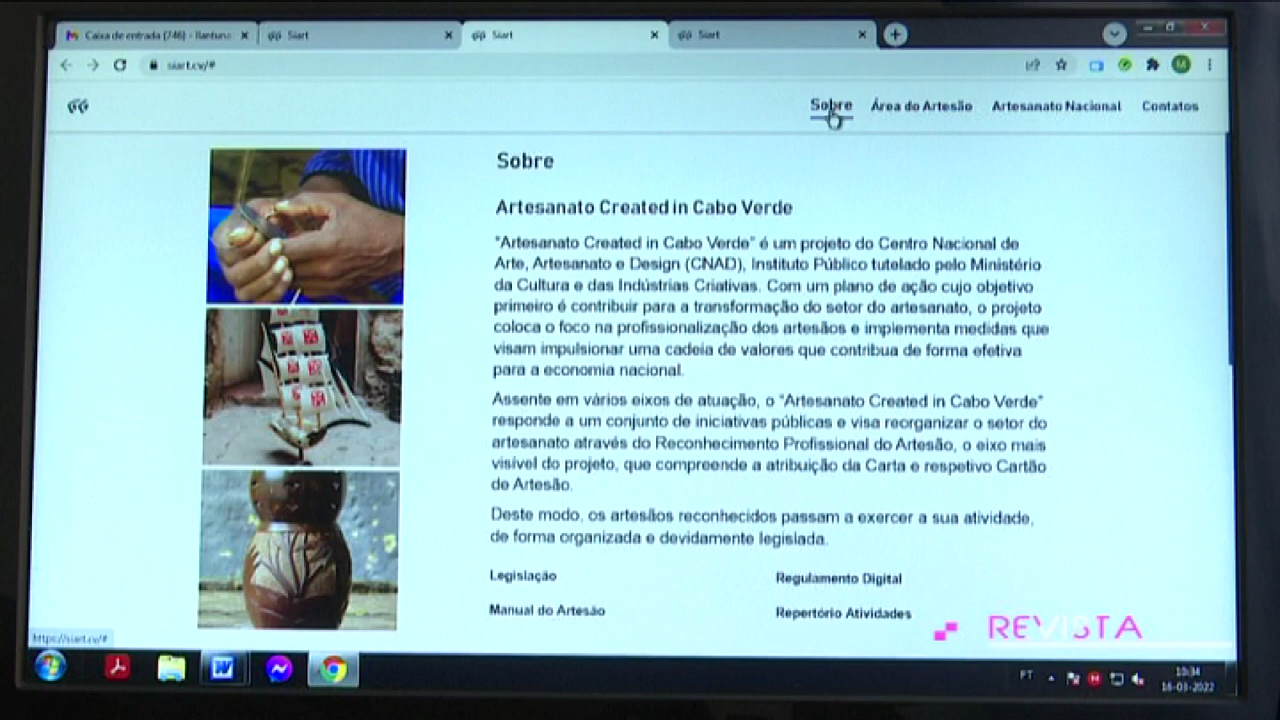 Caixa de entrada (746) - llantuna
Siart
Siart
Siart
siart.cv/#
M
Sobre
Área do Artesão
Artesanato Nacional
Contatos
Sobre
Artesanato Created in Cabo Verde
"Artesanato Created in Cabo Verde" é um projeto do Centro Nacional de
Arte, Artesanato e Design (CNAD), Instituto Público tutelado pelo Ministério
da Cultura e das Indústrias Criativas. Com um plano de ação cujo objetivo
primeiro é contribuir para a transformação do setor do artesanato, o projeto
coloca o foco na profissionalização dos artesãos e implementa medidas que
visam impulsionar uma cadeia de valores que contribua de forma efetiva
para a economia nacional.
Assente em vários eixos de atuação, o "Artesanato Created in Cabo Verde"
responde a um conjunto de iniciativas públicas e visa reorganizar o setor do
artesanato através do Reconhecimento Profissional do Artesão, o eixo mais
visível do projeto, que compreende a atribuição da Carta e respetivo Cartão
de Artesão.
Deste modo, os artesãos reconhecidos passam a exercer a sua atividade,
de forma organizada e devidamente legislada.
Legislação
Regulamento Digital
Manual do Artesão
Repertório Atividades
REVISTA
https://siart.cv/#
W
PT
10:34
16-03-2022